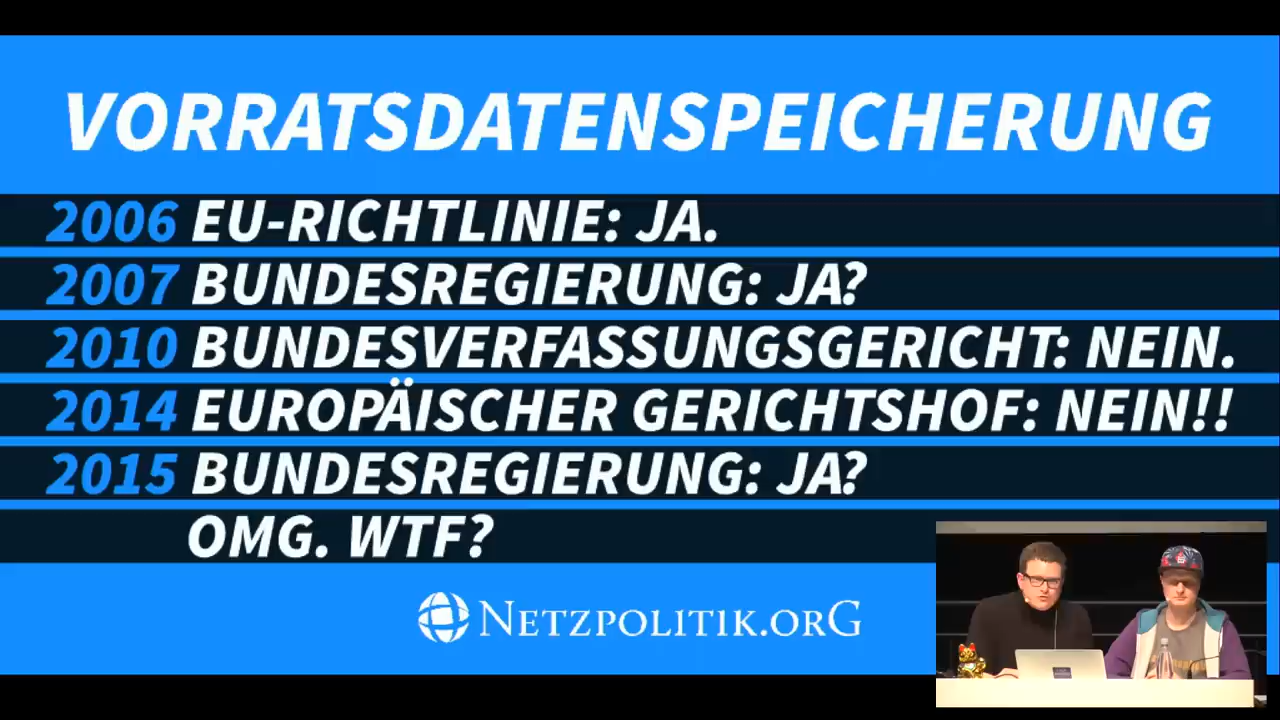 VORRATSDATENSPEICHERUNG
2006 EU-RICHTLINIE: JA.
2007 BUNDESREGIERUNG: JA?
2010 BUNDESVERFASSUNGSGERICHT: NEIN.
2014 EUROPÄISCHER GERICHTSHOF: NEIN!!
2015 BUNDESREGIERUNG: JA?
OMG. WTF?
NETZPOLITIK.ORG